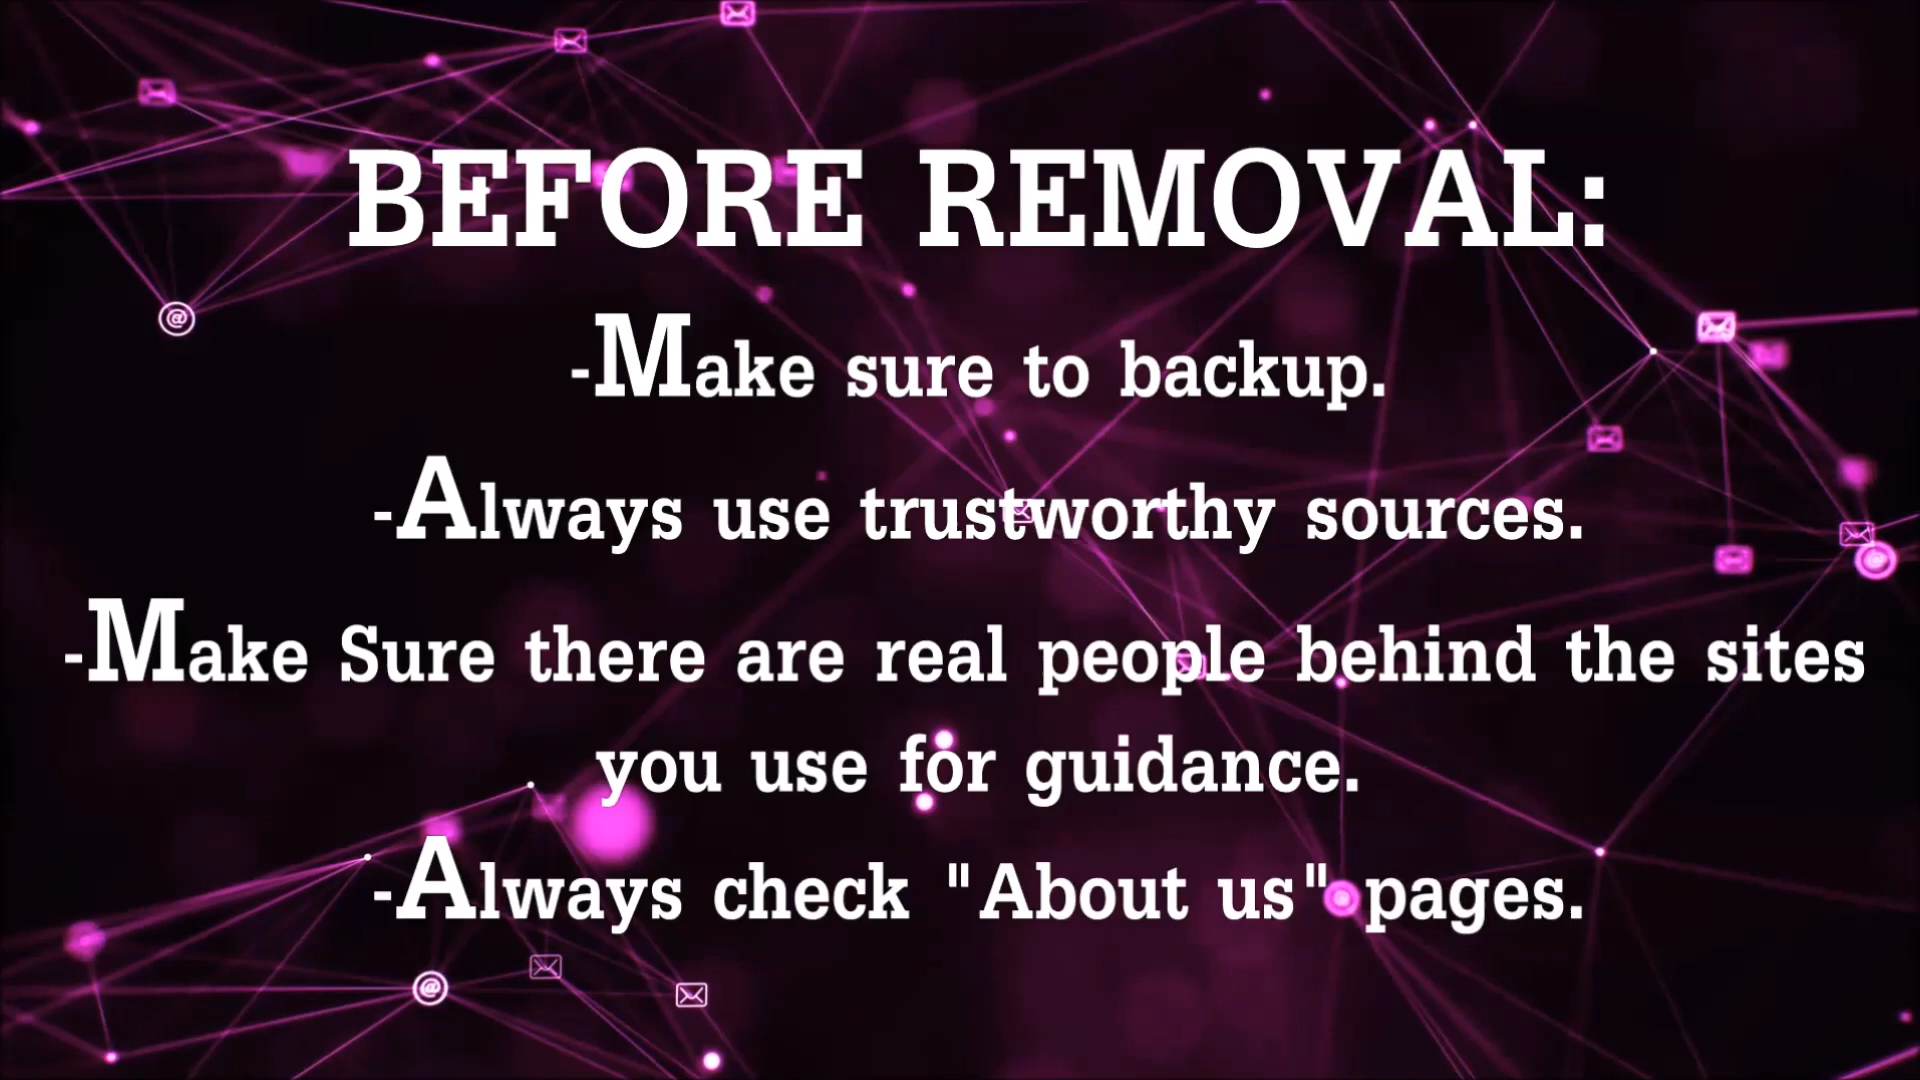 BEFORE REMOVAL:
-Make sure to backup.
-Always use trustworthy sources.
-Make Sure there are real people behind the sites
you use for guidance.
-Always check "About us" pages.